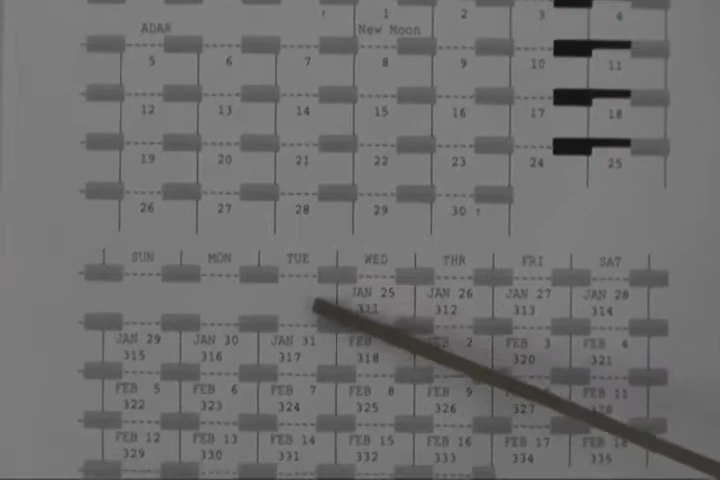 1 2 3 4
ADAR New Moon
5 6 7 8 9 10 11
12 13 14 15 16 17 18
19 20 21 22 23 24 25
26 27 28 29 30
SUN MON TUE WED THR FRI SAT
JAN 25 JAN 26 JAN 27 JAN 28
311 312 313 314
JAN 29 JAN 30 JAN 31 FEB 2 FEB 3 FEB 4
315 316 317 318 320 321
FEB 5 FEB 6 FEB 7 FEB 8 FEB 9 FEB 11
322 323 324 325 326 327
FEB 12 FEB 13 FEB 14 FEB 15 FEB 16 FEB 17 FEB 18
329 330 331 332 333 334 335